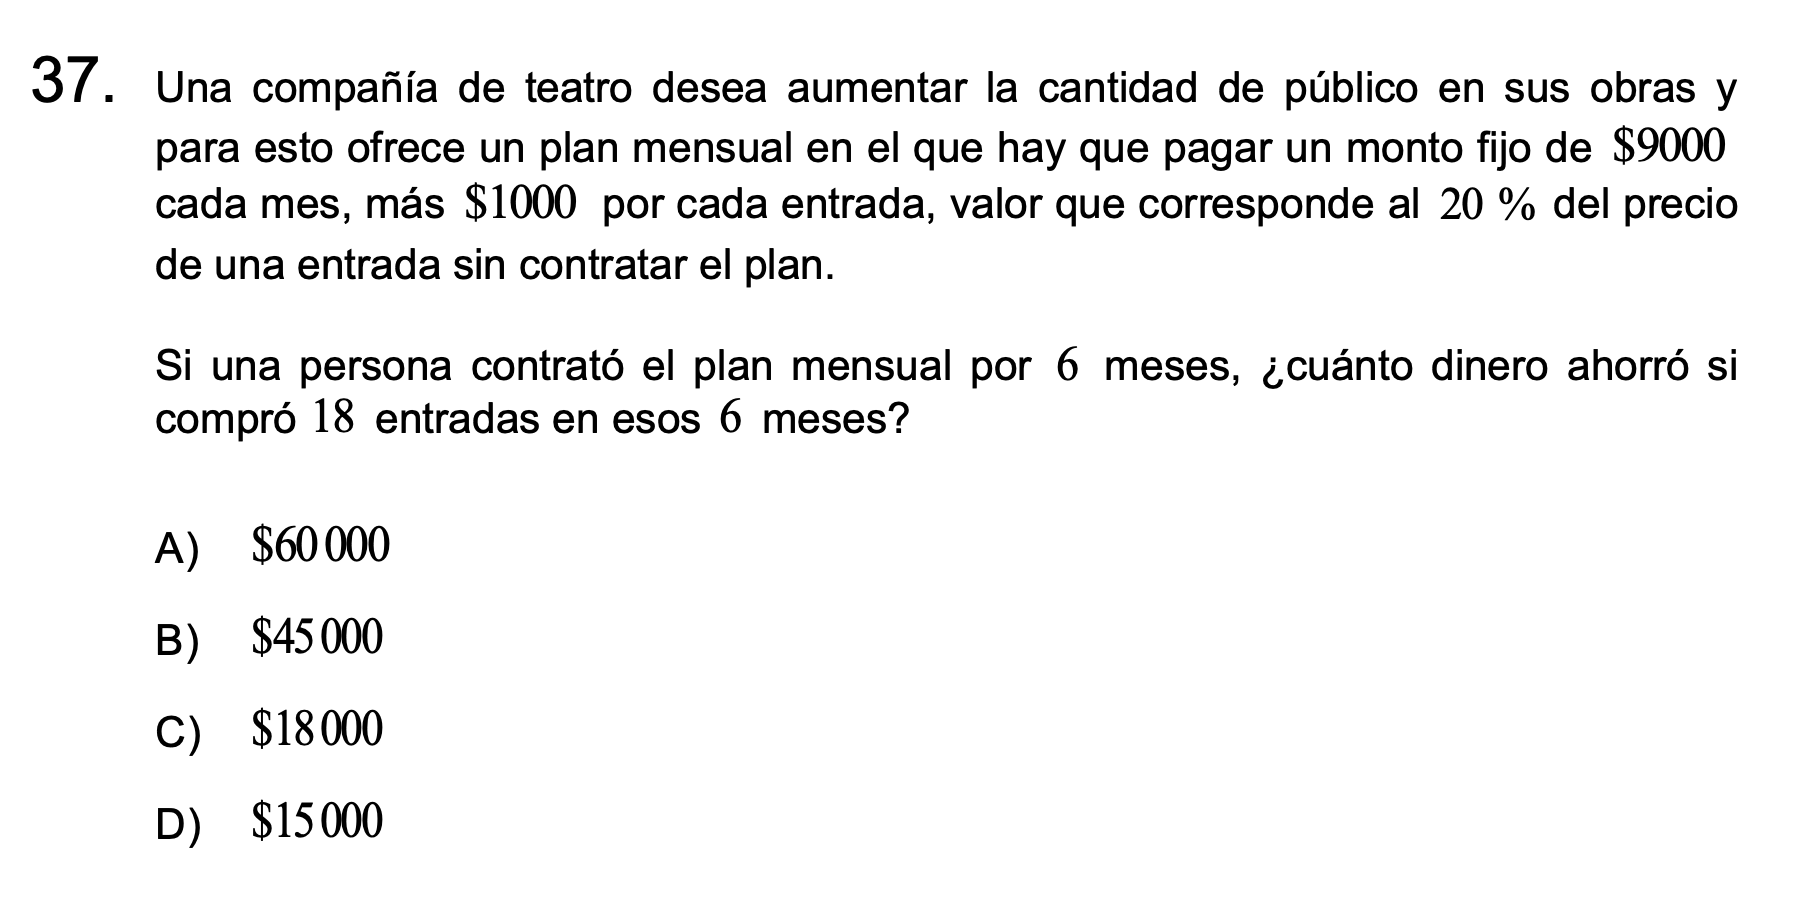 37. Una compañía de teatro desea aumentar la cantidad de público en sus obras y
para esto ofrece un plan mensual en el que hay que pagar un monto fijo de $9000
cada mes, más $1000 por cada entrada, valor que corresponde al 20 % del precio
de una entrada sin contratar el plan.
Si una persona contrató el plan mensual por 6 meses, ¿cuánto dinero ahorró si
compró 18 entradas en esos 6 meses?
A) $60 000
B) $45 000
C) $18 000
D) $15 000